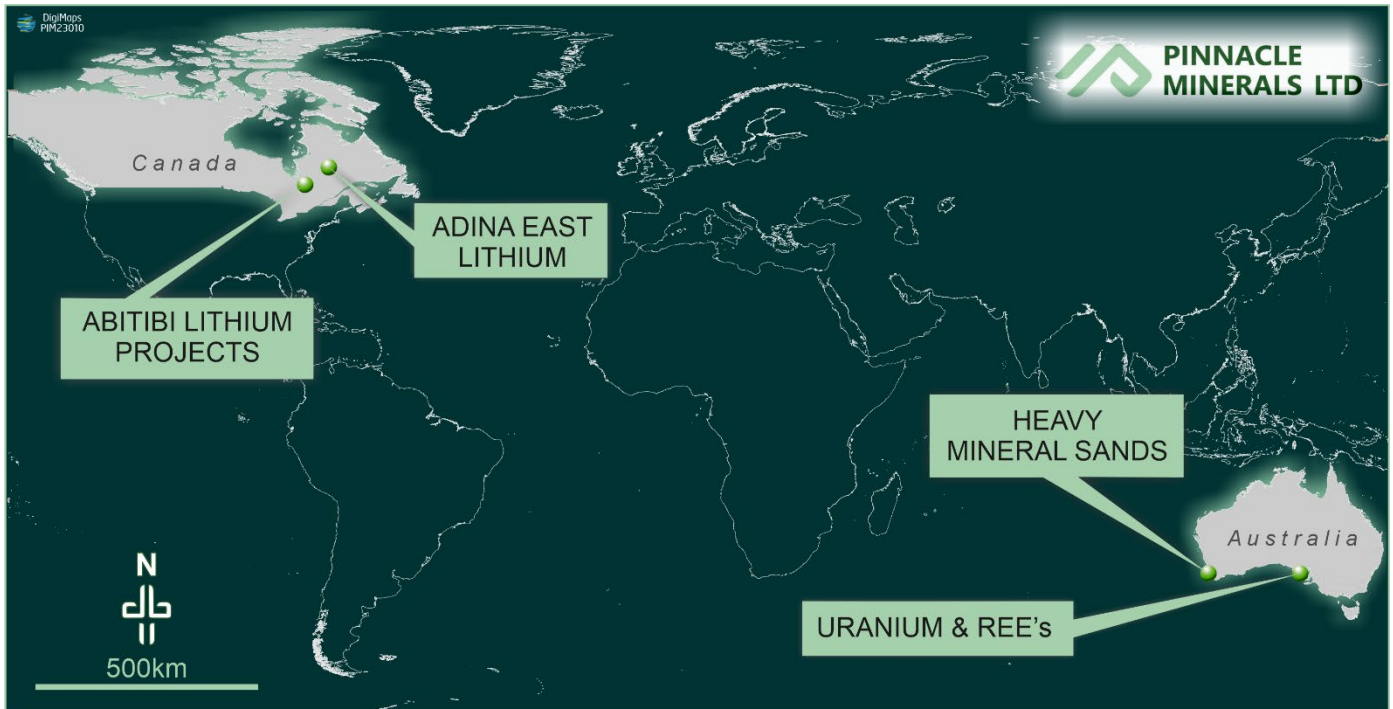 DigiMaps
PIM23010
PINNACLE
MINERALS LTD
Canada
ADINA EAST
LITHIUM
ABITIBI LITHIUM
PROJECTS
HEAVY
MINERAL SANDS
Australia
URANIUM & REE's
N
500km